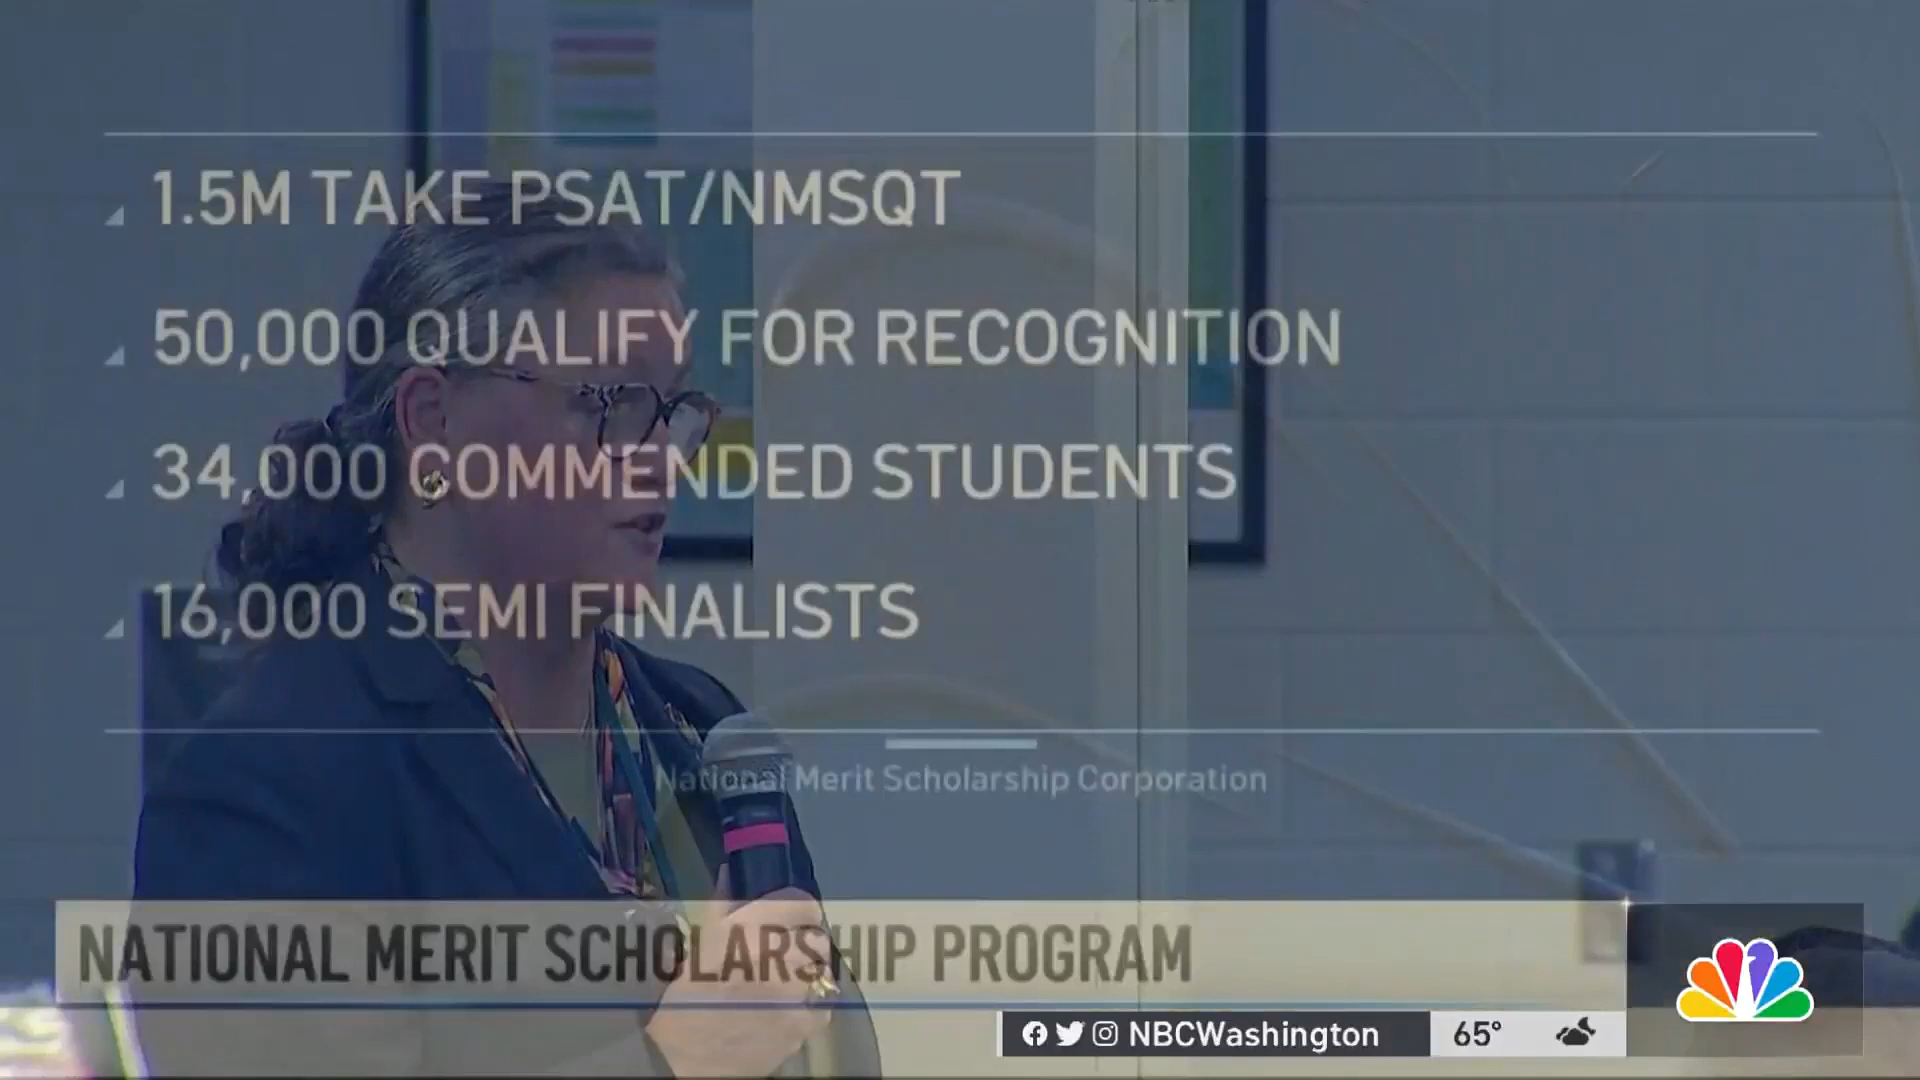 1.5M TAKE PSAT/NMSQT
50,000 QUALIFY FOR RECOGNITION
34,000 COMMENDED STUDENTS
16,000 SEMI FINALISTS
National Merit Scholarship Corporation
NATIONAL MERIT SCHOLARSHIP PROGRAM
NBCWashington 65°